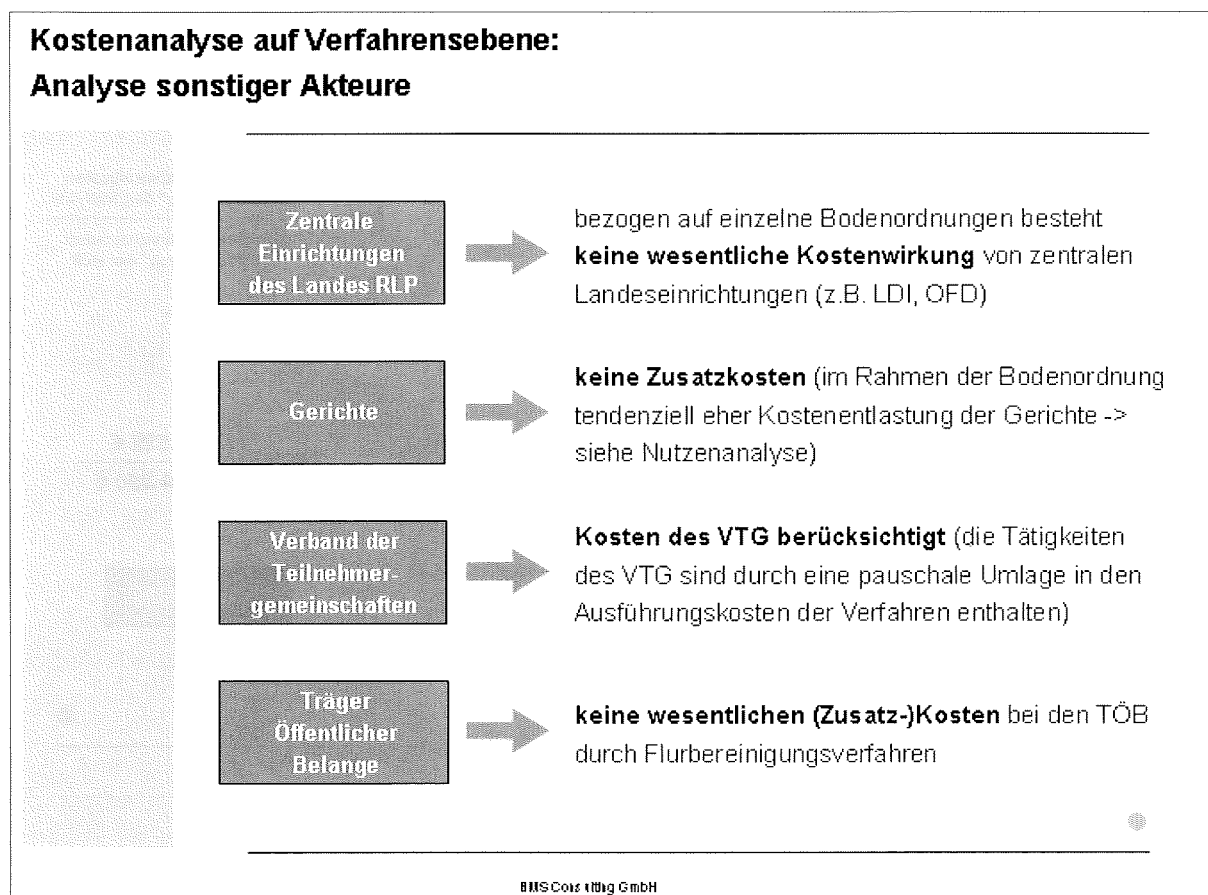 Kostenanalyse auf Verfahrensebene:
Analyse sonstiger Akteure
Zentrale
Einrichtungen
des Landes RLP
bezogen auf einzelne Bodenordnungen besteht
keine wesentliche Kostenwirkung von zentralen
Landeseinrichtungen (z.B. LDI, OFD)
Gerichte
keine Zusatzkosten (im Rahmen der Bodenordnung
tendenziell eher Kostenentlastung der Gerichte ->
siehe Nutzenanalyse)
Verband der
Teilnehmer-
gemeinschaften
Kosten des VTG berücksichtigt (die Tätigkeiten
des VTG sind durch eine pauschale Umlage in den
Ausführungskosten der Verfahren enthalten)
Träger
Öffentlicher
Belange
keine wesentlichen (Zusatz-)Kosten bei den TÖB
durch Flurbereinigungsverfahren
BMS Consulting GmbH